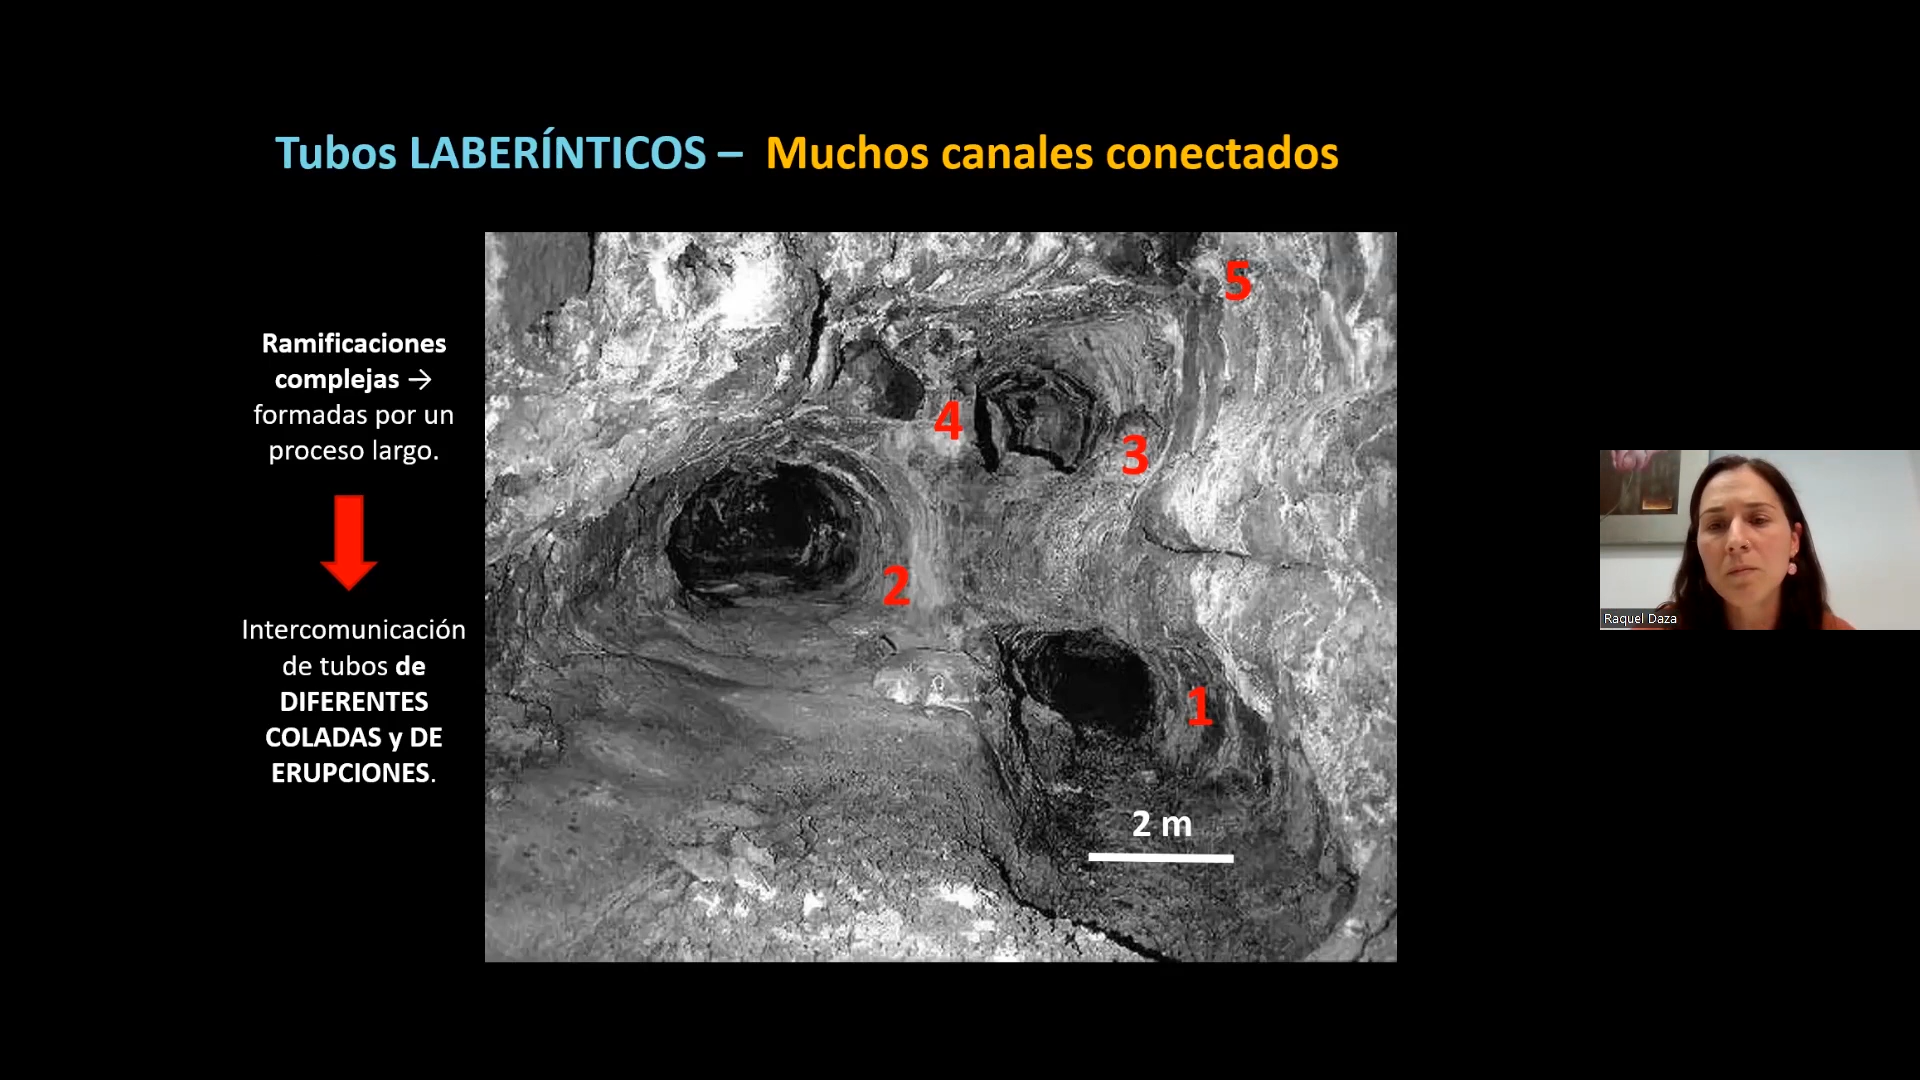 Tubos LABERÍNTICOS – Muchos canales conectados
Ramificaciones
complejas →
formadas por un
proceso largo.
Intercomunicación
de tubos de
DIFERENTES
COLADAS y DE
ERUPCIONES.
5
4
3
2
1
2 m
Raquel Daza